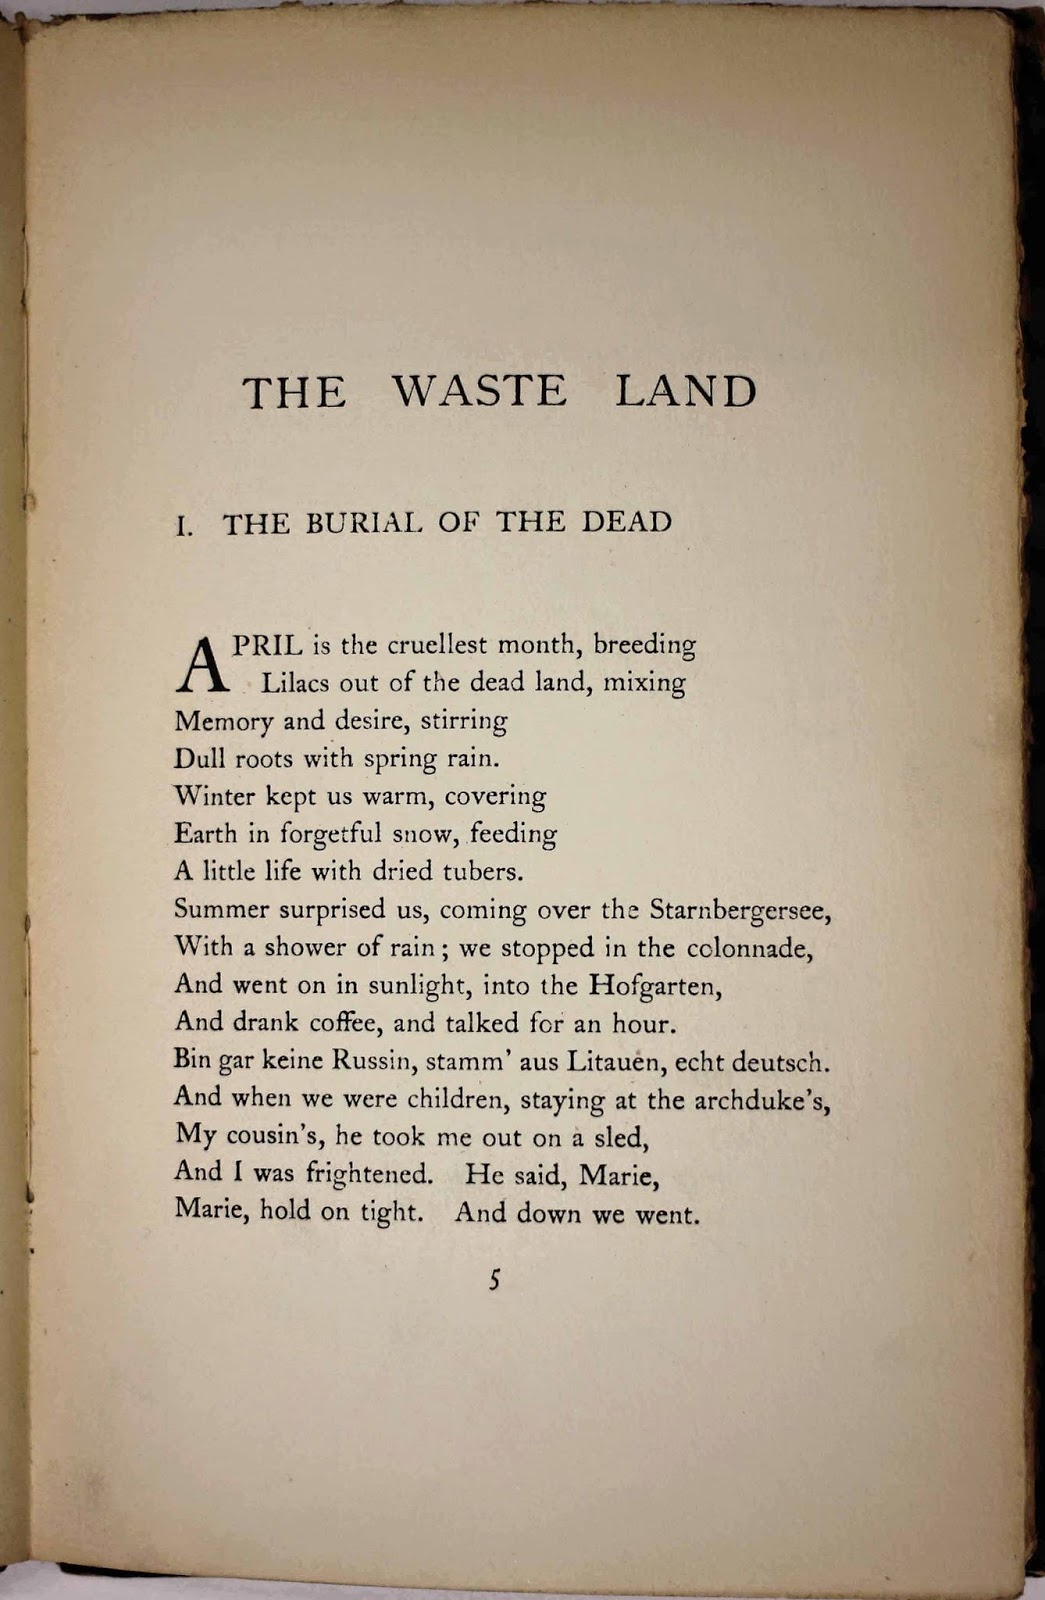 THE WASTE LAND
I. THE BURIAL OF THE DEAD
APRIL is the cruellest month, breeding
Lilacs out of the dead land, mixing
Memory and desire, stirring
Dull roots with spring rain.
Winter kept us warm, covering
Earth in forgetful snow, feeding
A little life with dried tubers.
Summer surprised us, coming over the Starnbergersee,
With a shower of rain ; we stopped in the colonnade,
And went on in sunlight, into the Hofgarten,
And drank coffee, and talked for an hour.
Bin gar keine Russin, stamm’ aus Litauen, echt deutsch.
And when we were children, staying at the archduke’s,
My cousin’s, he took me out on a sled,
And I was frightened. He said, Marie,
Marie, hold on tight. And down we went.
5